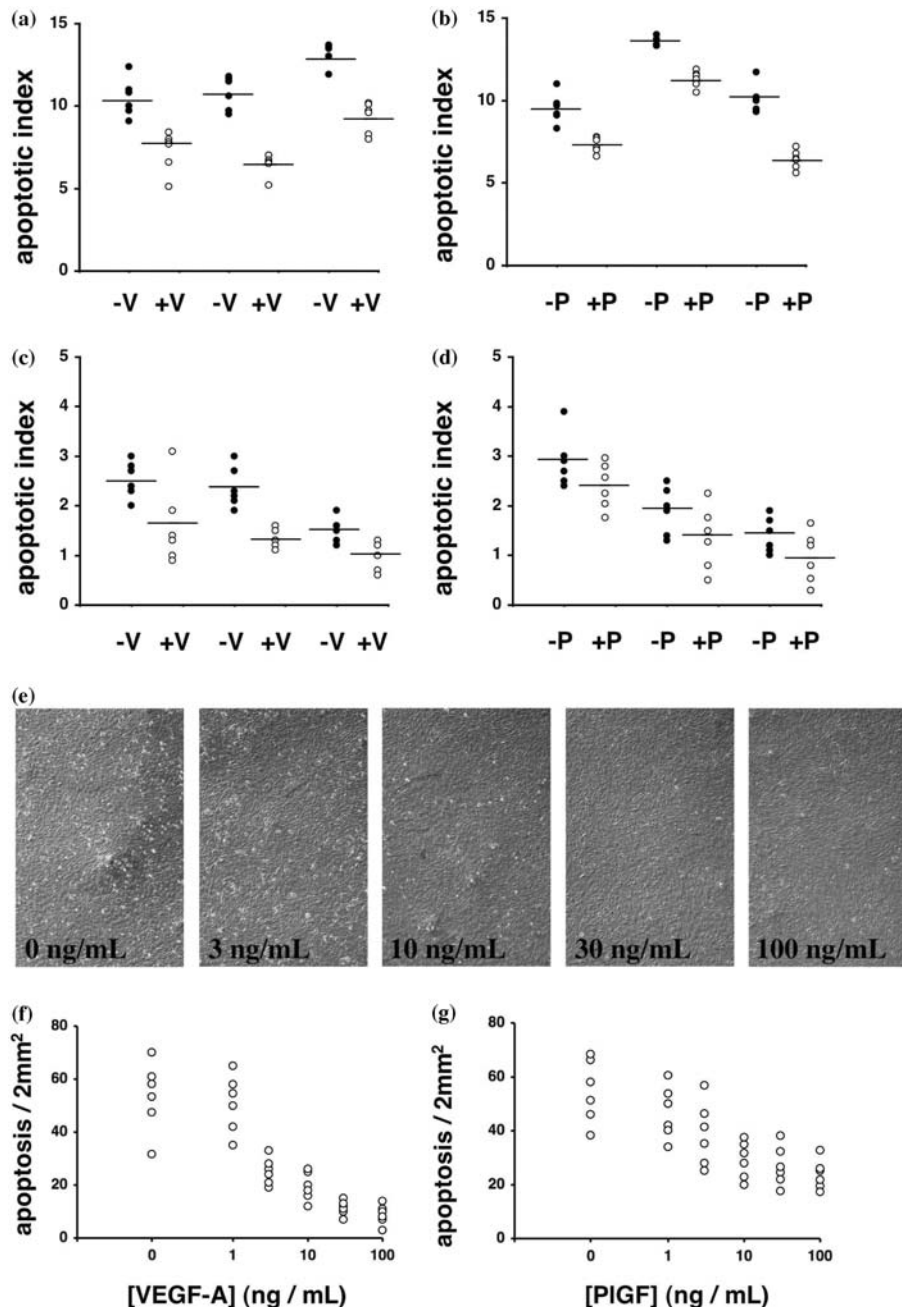 (a)
15
10
5
0
apoptotic index
-V +V -V +V -V +V
(b)
15
10
5
0
apoptotic index
-P +P -P +P -P +P
(c)
5
4
3
2
1
0
apoptotic index
-V +V -V +V -V +V
(d)
5
4
3
2
1
0
apoptotic index
-P +P -P +P -P +P
(e)
0 ng/mL 3 ng/mL 10 ng/mL 30 ng/mL 100 ng/mL
(f)
80
60
40
20
0
apoptosis / 2mm²
0 1 10 100
[VEGF-A] (ng / mL)
(g)
80
60
40
20
0
apoptosis / 2mm²
0 1 10 100
[PlGF] (ng / mL)